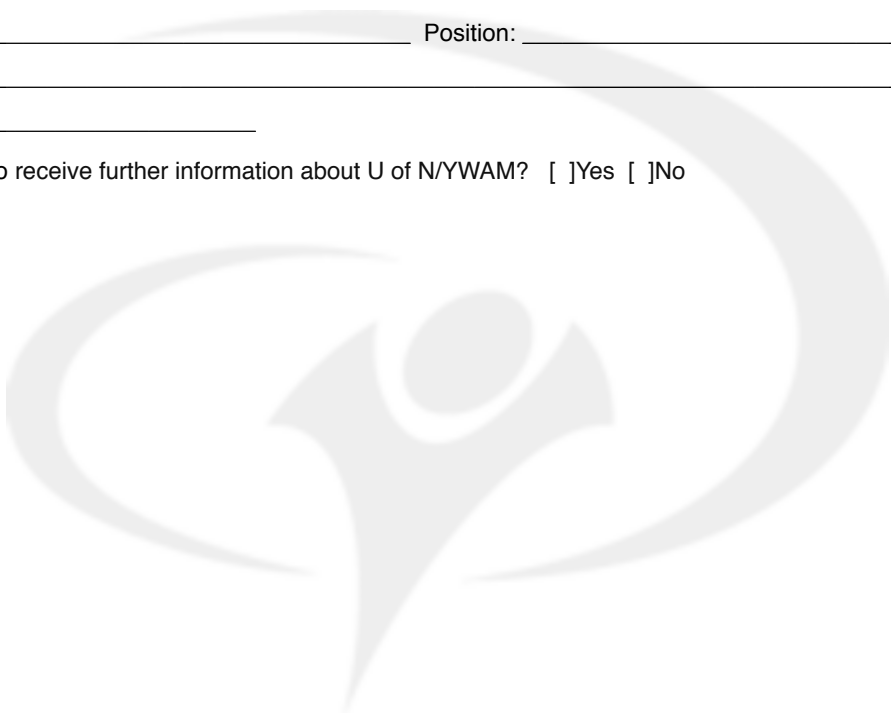 Position:
o receive further information about U of N/YWAM? [ ]Yes [ ]No